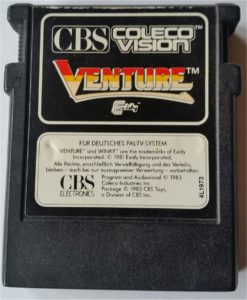 CBS COLECO VISION™
VENTURE™
Exidy
FÜR DEUTSCHES PAL-TV-SYSTEM
VENTURE™ and WINKY™ are the trademarks of Exidy
Incorporated. © 1981 Exidy Incorporated.
Alle Rechte, einschließlich Vervielfältigung und des Verleihs,
bleiben – auch bei nur auszugsweiser Verwertung – vorbehalten.
CBS ELECTRONICS
Program and Audiovisual © 1983
Coleco Industries Inc.
Package © 1983 CBS Toys,
a Division of CBS Inc.
4L1973